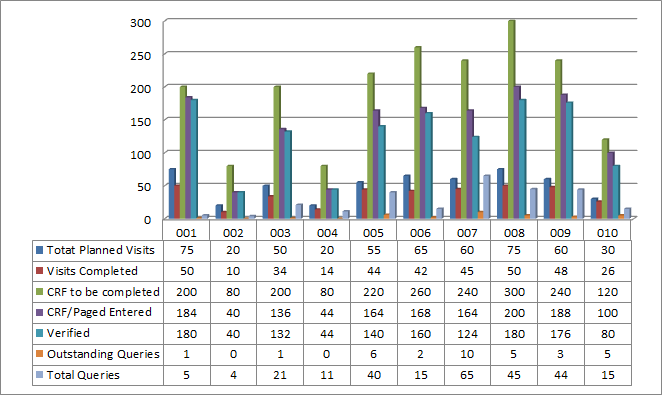 300
250
200
150
100
50
0
001 002 003 004 005 006 007 008 009 010
Totat Planned Visits 75 20 50 20 55 65 60 75 60 30
Visits Completed 50 10 34 14 44 42 45 50 48 26
CRF to be completed 200 80 200 80 220 260 240 300 240 120
CRF/Paged Entered 184 40 136 44 164 168 164 200 188 100
Verified 180 40 132 44 140 160 124 180 176 80
Outstanding Queries 1 0 1 0 6 2 10 5 3 5
Total Queries 5 4 21 11 40 15 65 45 44 15